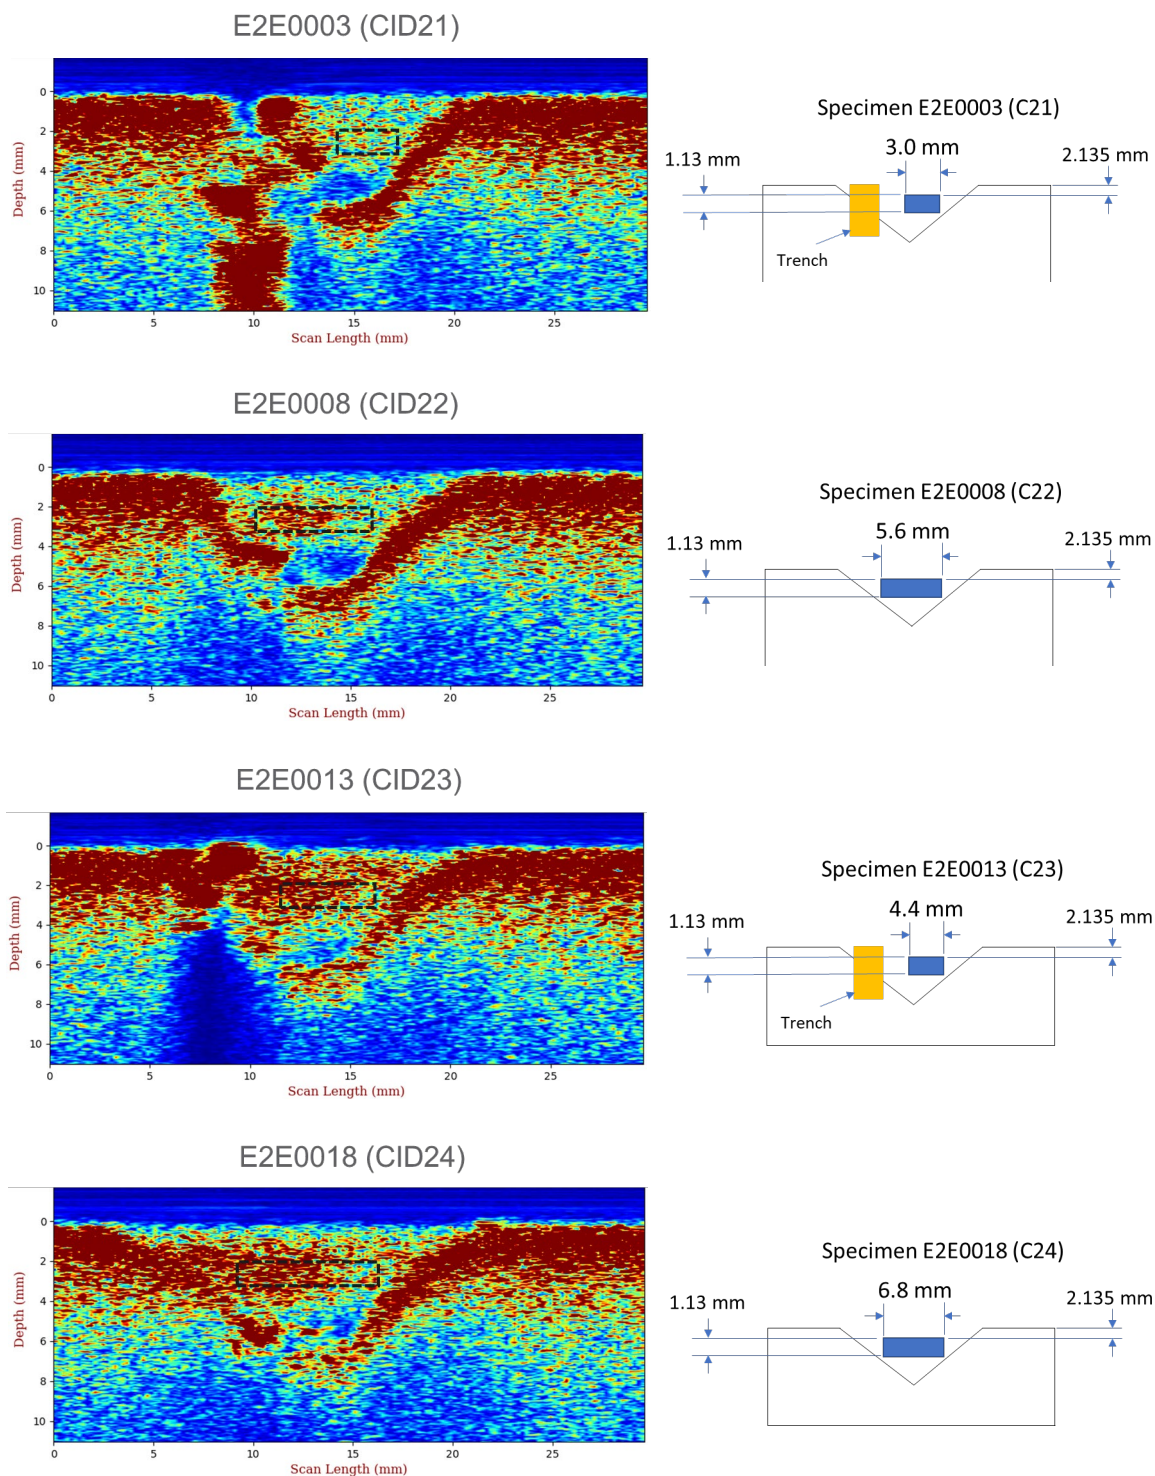 E2E0003 (CID21)
0
2
4
6
8
10
Depth (mm)
0 5 10 15 20 25
Scan Length (mm)
Specimen E2E0003 (C21)
3.0 mm
1.13 mm
2.135 mm
Trench
E2E0008 (CID22)
0
2
4
6
8
10
Depth (mm)
0 5 10 15 20 25
Scan Length (mm)
Specimen E2E0008 (C22)
5.6 mm
1.13 mm
2.135 mm
E2E0013 (CID23)
0
2
4
6
8
10
Depth (mm)
0 5 10 15 20 25
Scan Length (mm)
Specimen E2E0013 (C23)
4.4 mm
1.13 mm
2.135 mm
Trench
E2E0018 (CID24)
0
2
4
6
8
10
Depth (mm)
0 5 10 15 20 25
Scan Length (mm)
Specimen E2E0018 (C24)
6.8 mm
1.13 mm
2.135 mm